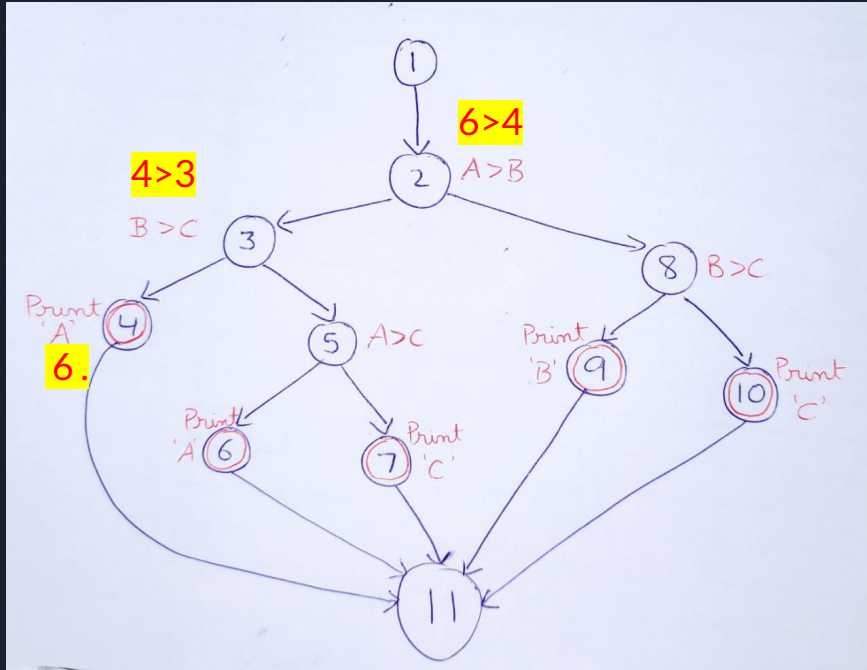 1
6>4
2 A>B
4>3
B>C
3
8 B>C
Print
'A'
4
6.
5 A>C
Print
'B'
9
10
Print
'C'
Print
'A'
6
7
Print
'C'
11